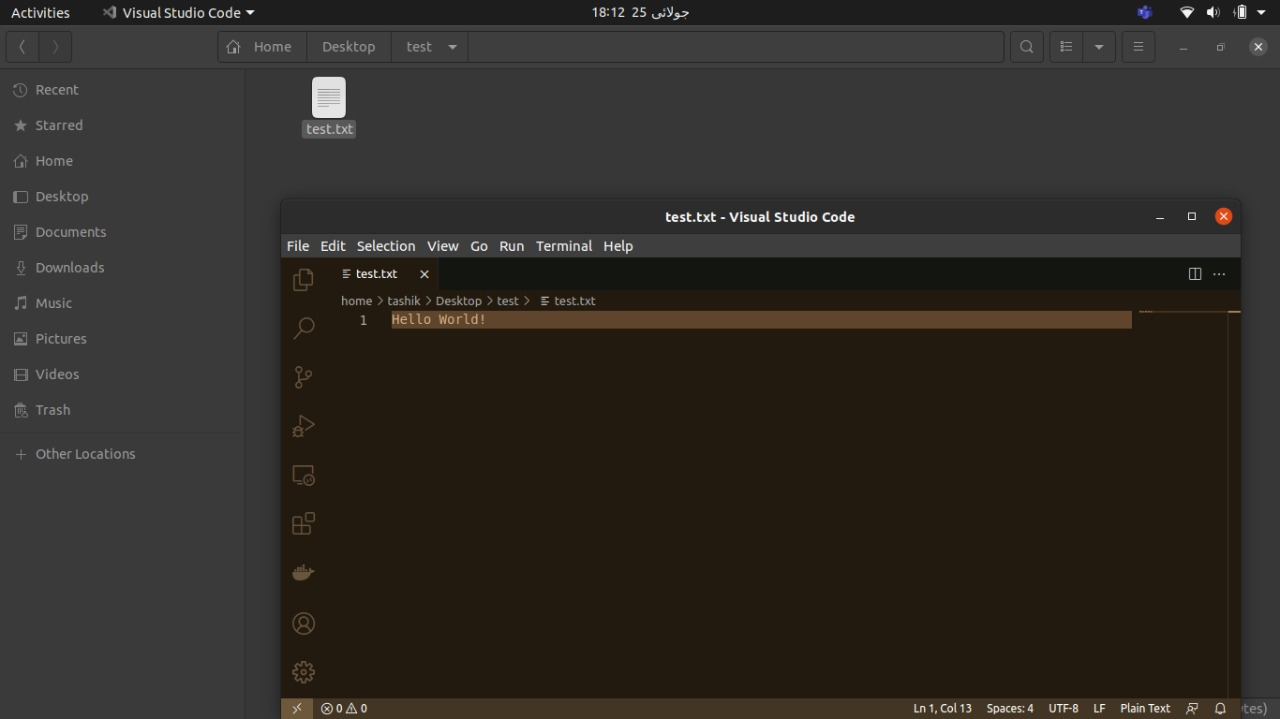 Activities
Visual Studio Code
18:12 25 جولائی
Home
Desktop
test
Recent
Starred
Home
Desktop
Documents
Downloads
Music
Pictures
Videos
Trash
Other Locations
test.txt
test.txt - Visual Studio Code
File Edit Selection View Go Run Terminal Help
test.txt
home > tashik > Desktop > test > test.txt
1 Hello World!
0 0
Ln 1, Col 13 Spaces: 4 UTF-8 LF Plain Text